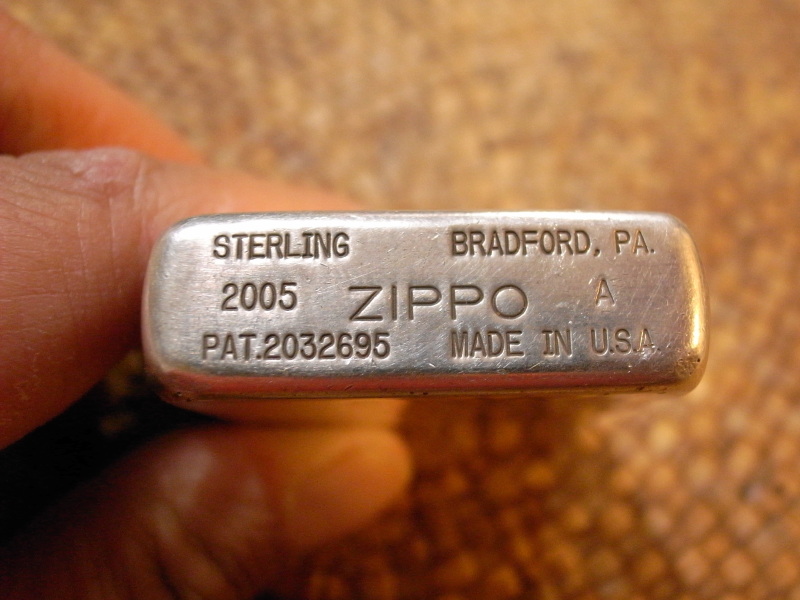 STERLING BRADFORD, PA.
2005 ZIPPO A
PAT.2032695 MADE IN U.S.A.